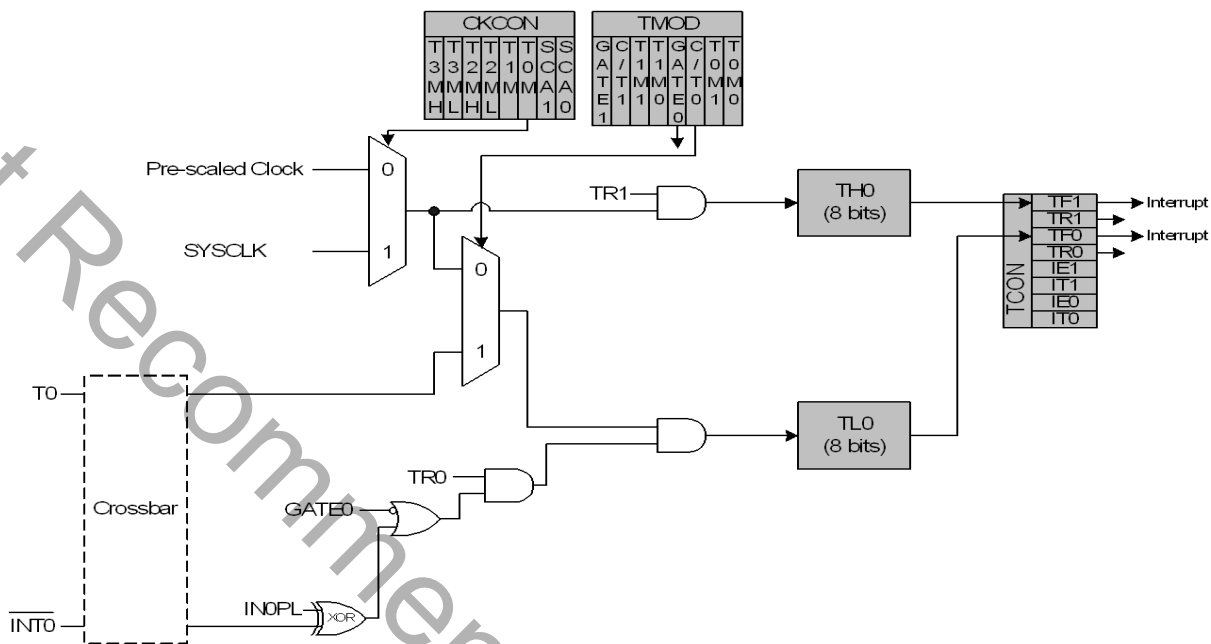 CKCON
T3MH
T3ML
T2MH
T2ML
T1M
T0M
SCA1
SCA0
TMOD
GATE1
C/T1
T1M1
T1M0
GATE0
C/T0
T0M1
T0M0
Pre-scaled Clock
0
SYSCLK
1
TR1
TH0
(8 bits)
TCON
TF1
TR1
TF0
TR0
IE1
IT1
IE0
IT0
Interrupt
Interrupt
0
1
T0
Crossbar
TL0
(8 bits)
TR0
GATE0
IN0PL
XOR
INT0
t Recommen